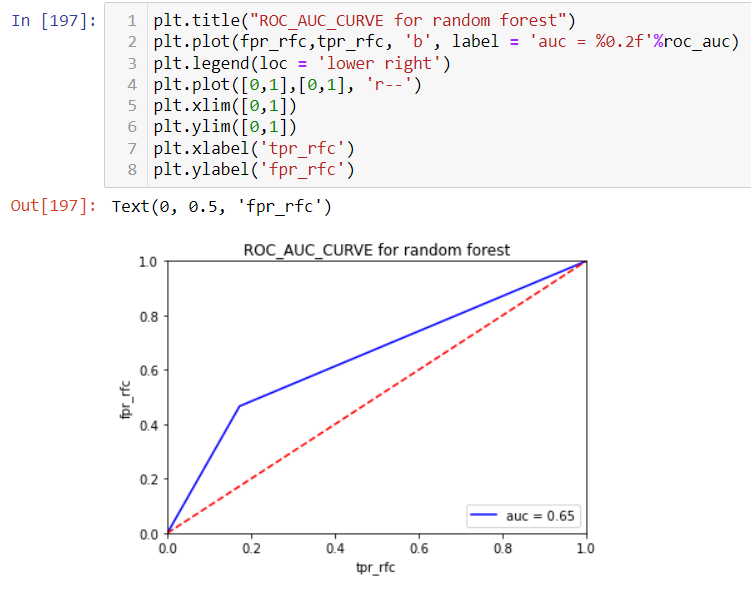 In [197]:
1 plt.title("ROC_AUC_CURVE for random forest")
2 plt.plot(fpr_rfc,tpr_rfc, 'b', label = 'auc = %0.2f'%roc_auc)
3 plt.legend(loc = 'lower right')
4 plt.plot([0,1],[0,1], 'r--')
5 plt.xlim([0,1])
6 plt.ylim([0,1])
7 plt.xlabel('tpr_rfc')
8 plt.ylabel('fpr_rfc')
Out[197]: Text(0, 0.5, 'fpr_rfc')
ROC_AUC_CURVE for random forest
1.0
0.8
0.6
0.4
0.2
0.0
fpr_rfc
auc = 0.65
0.0 0.2 0.4 0.6 0.8 1.0
tpr_rfc